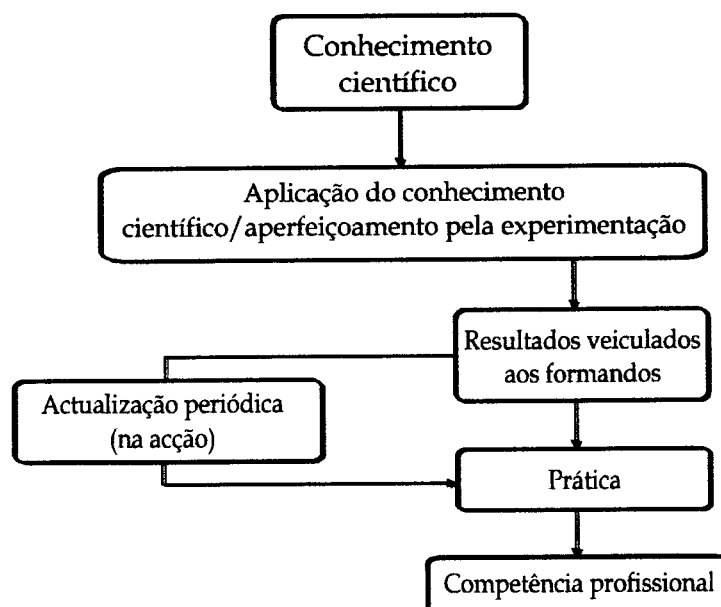 Conhecimento
científico
Aplicação do conhecimento
científico/aperfeiçoamento pela experimentação
Resultados veiculados
aos formandos
Actualização periódica
(na acção)
Prática
Competência profissional